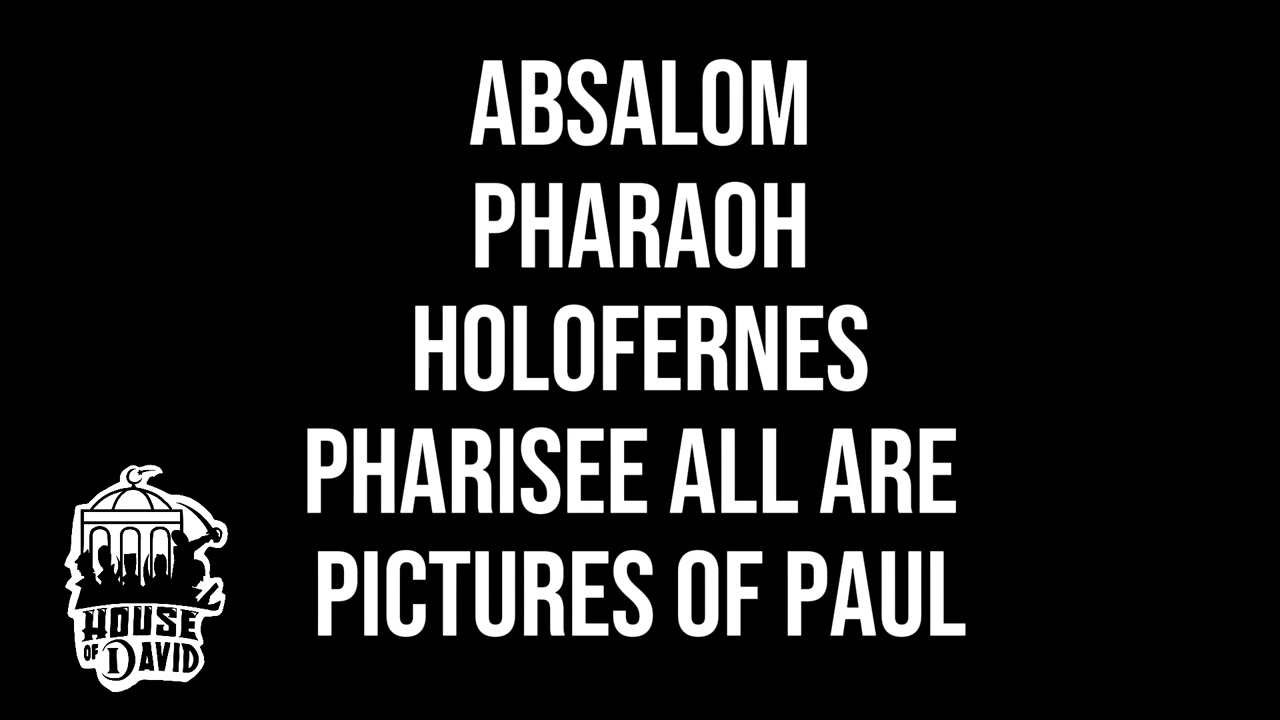 ABSALOM
PHARAOH
HOLOFERNES
PHARISEE ALL ARE
PICTURES OF PAUL
HOUSE
OF DAVID